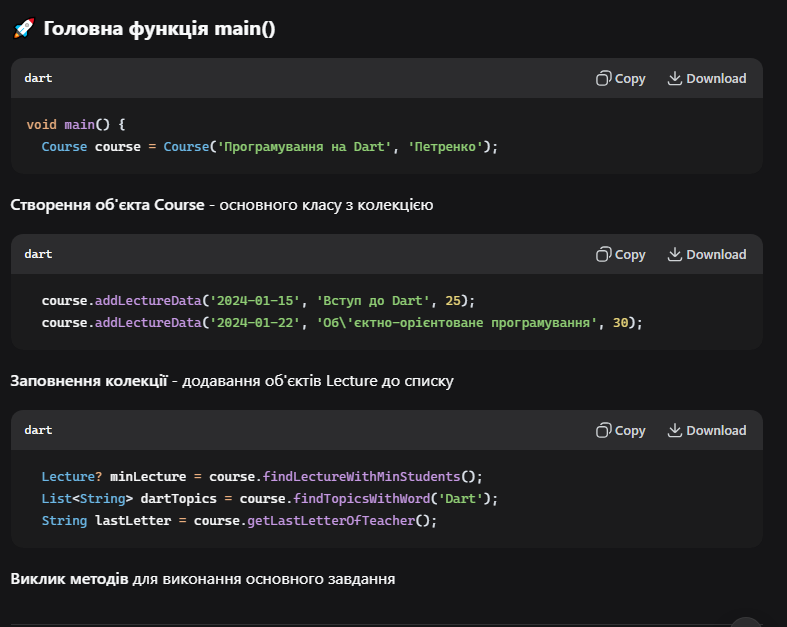 🚀 Головна функція main()
dart Copy Download
void main() {
  Course course = Course('Програмування на Dart', 'Петренко');
Створення об'єкта Course - основного класу з колекцією
dart Copy Download
  course.addLectureData('2024-01-15', 'Вступ до Dart', 25);
  course.addLectureData('2024-01-22', 'Об\'єктно-орієнтоване програмування', 30);
Заповнення колекції - додавання об'єктів Lecture до списку
dart Copy Download
  Lecture? minLecture = course.findLectureWithMinStudents();
  List<String> dartTopics = course.findTopicsWithWord('Dart');
  String lastLetter = course.getLastLetterOfTeacher();
Виклик методів для виконання основного завдання